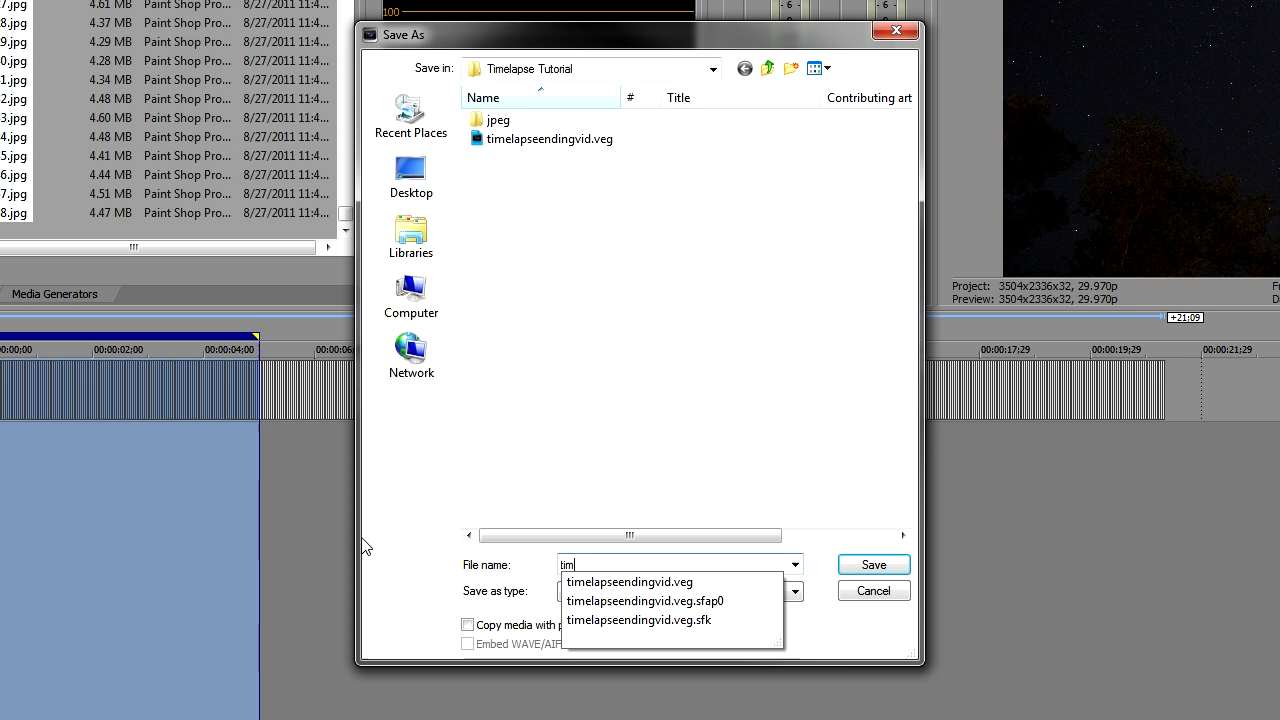 7.jpg 4.61 MB Paint Shop Pro... 8/27/2011 11:4...
8.jpg 4.37 MB Paint Shop Pro... 8/27/2011 11:4...
9.jpg 4.29 MB Paint Shop Pro... 8/27/2011 11:4...
0.jpg 4.28 MB Paint Shop Pro... 8/27/2011 11:4...
1.jpg 4.48 MB Paint Shop Pro... 8/27/2011 11:4...
2.jpg 4.48 MB Paint Shop Pro... 8/27/2011 11:4...
3.jpg 4.60 MB Paint Shop Pro... 8/27/2011 11:4...
4.jpg 4.48 MB Paint Shop Pro... 8/27/2011 11:4...
5.jpg 4.41 MB Paint Shop Pro... 8/27/2011 11:4...
6.jpg 4.44 MB Paint Shop Pro... 8/27/2011 11:4...
7.jpg 4.51 MB Paint Shop Pro... 8/27/2011 11:4...
8.jpg 4.47 MB Paint Shop Pro... 8/27/2011 11:4...
Media Generators
100
- 6 - - 6 -
Save As
Save in: Timelapse Tutorial
Name # Title Contributing art
jpeg
timelapseendingvid.veg
Recent Places
Desktop
Libraries
Computer
Network
File name: tim
Save
timelapseendingvid.veg
Save as type:
Cancel
timelapseendingvid.veg.sfap0
timelapseendingvid.veg.sfk
Copy media with p
Embed WAVE/AIF
Project: 3504x2336x32, 29.970p
Preview: 3504x2336x32, 29.970p
+21;09
00:00;00 00:00:02;00 00:00:04;00 00:00:06; 00:00:17;29 00:00:19;29 00:00:21;29